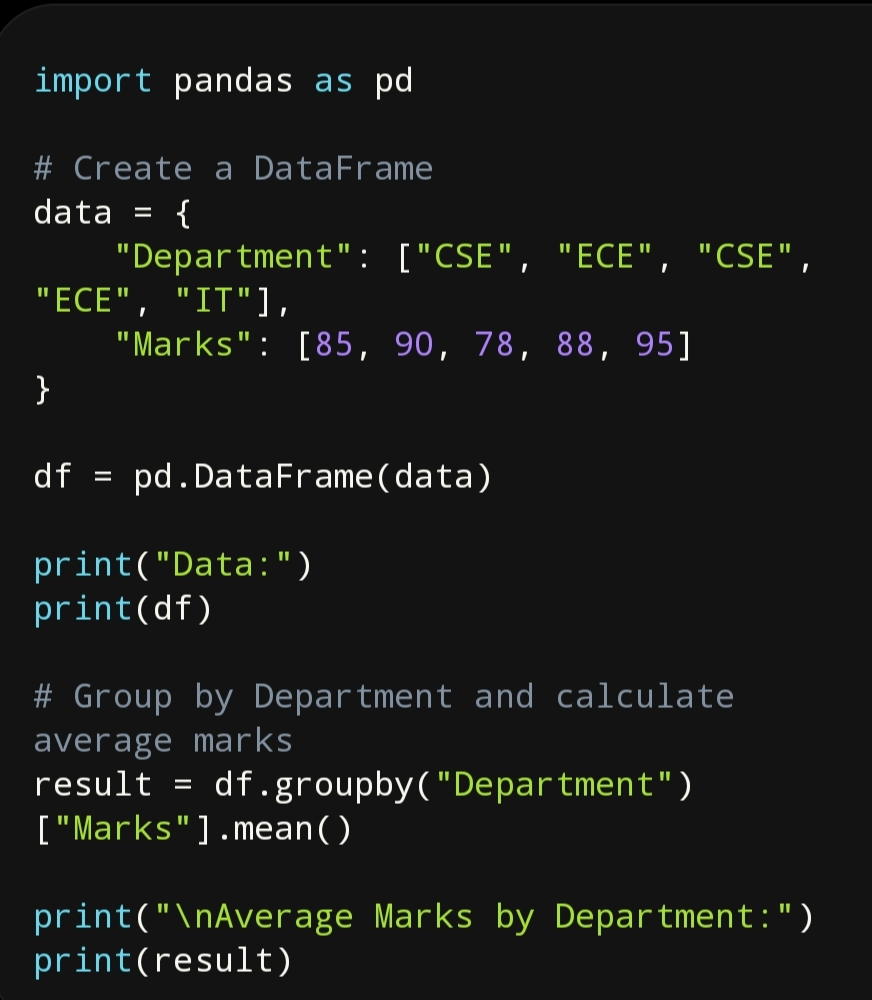 import pandas as pd
# Create a DataFrame
data = {
    "Department": ["CSE", "ECE", "CSE",
"ECE", "IT"],
    "Marks": [85, 90, 78, 88, 95]
}
df = pd.DataFrame(data)
print("Data:")
print(df)
# Group by Department and calculate
average marks
result = df.groupby("Department")
["Marks"].mean()
print("\nAverage Marks by Department:")
print(result)